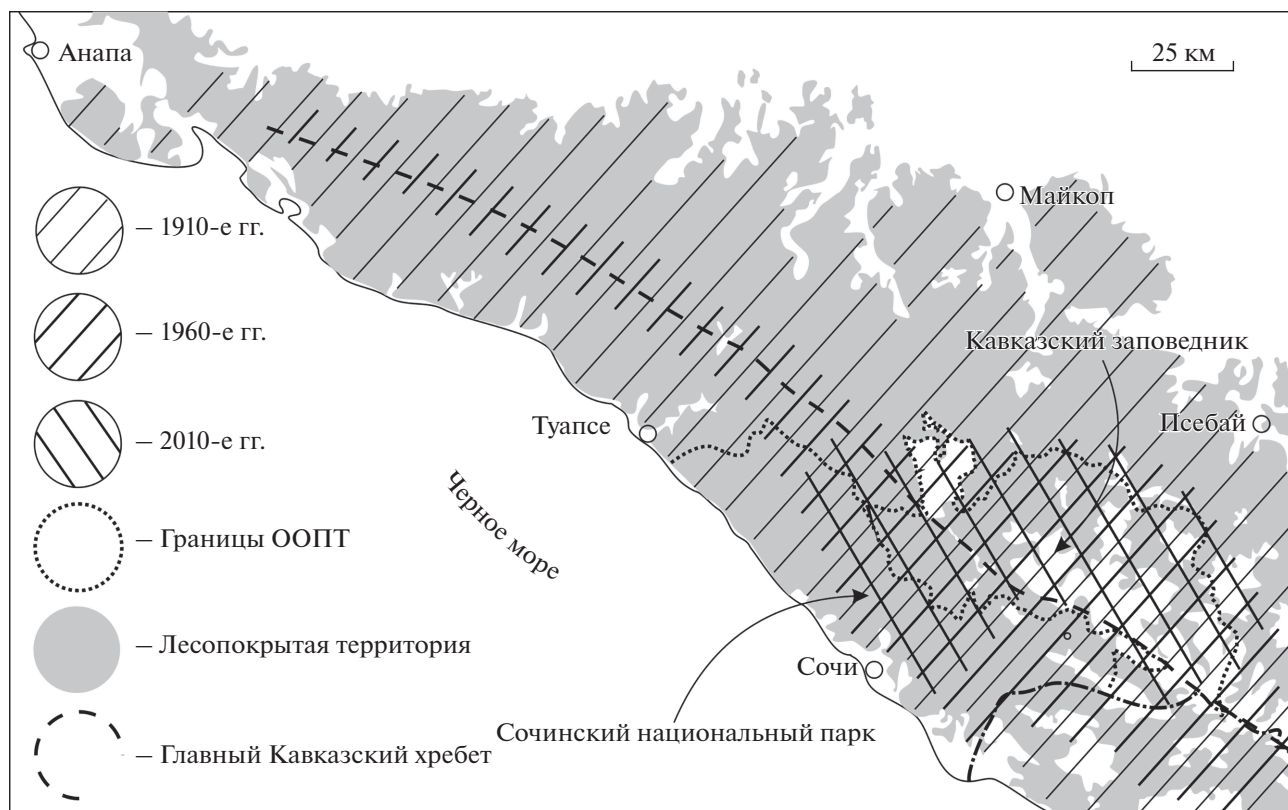 Анапа
25 км
Майкоп
– 1910-е гг.
– 1960-е гг.
Кавказский заповедник
Псебай
Туапсе
– 2010-е гг.
Черное море
– Границы ООПТ
– Лесопокрытая территория
Сочи
Сочинский национальный парк
– Главный Кавказский хребет